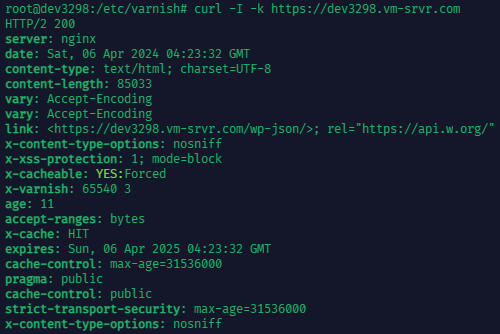 root@dev3298:/etc/varnish# curl -I -k https://dev3298.vm-srvr.com
HTTP/2 200
server: nginx
date: Sat, 06 Apr 2024 04:23:32 GMT
content-type: text/html; charset=UTF-8
content-length: 85033
vary: Accept-Encoding
vary: Accept-Encoding
link: <https://dev3298.vm-srvr.com/wp-json/>; rel="https://api.w.org/"
x-content-type-options: nosniff
x-xss-protection: 1; mode=block
x-cacheable: YES:Forced
x-varnish: 65540 3
age: 11
accept-ranges: bytes
x-cache: HIT
expires: Sun, 06 Apr 2025 04:23:32 GMT
cache-control: max-age=31536000
pragma: public
cache-control: public
strict-transport-security: max-age=31536000
x-content-type-options: nosniff